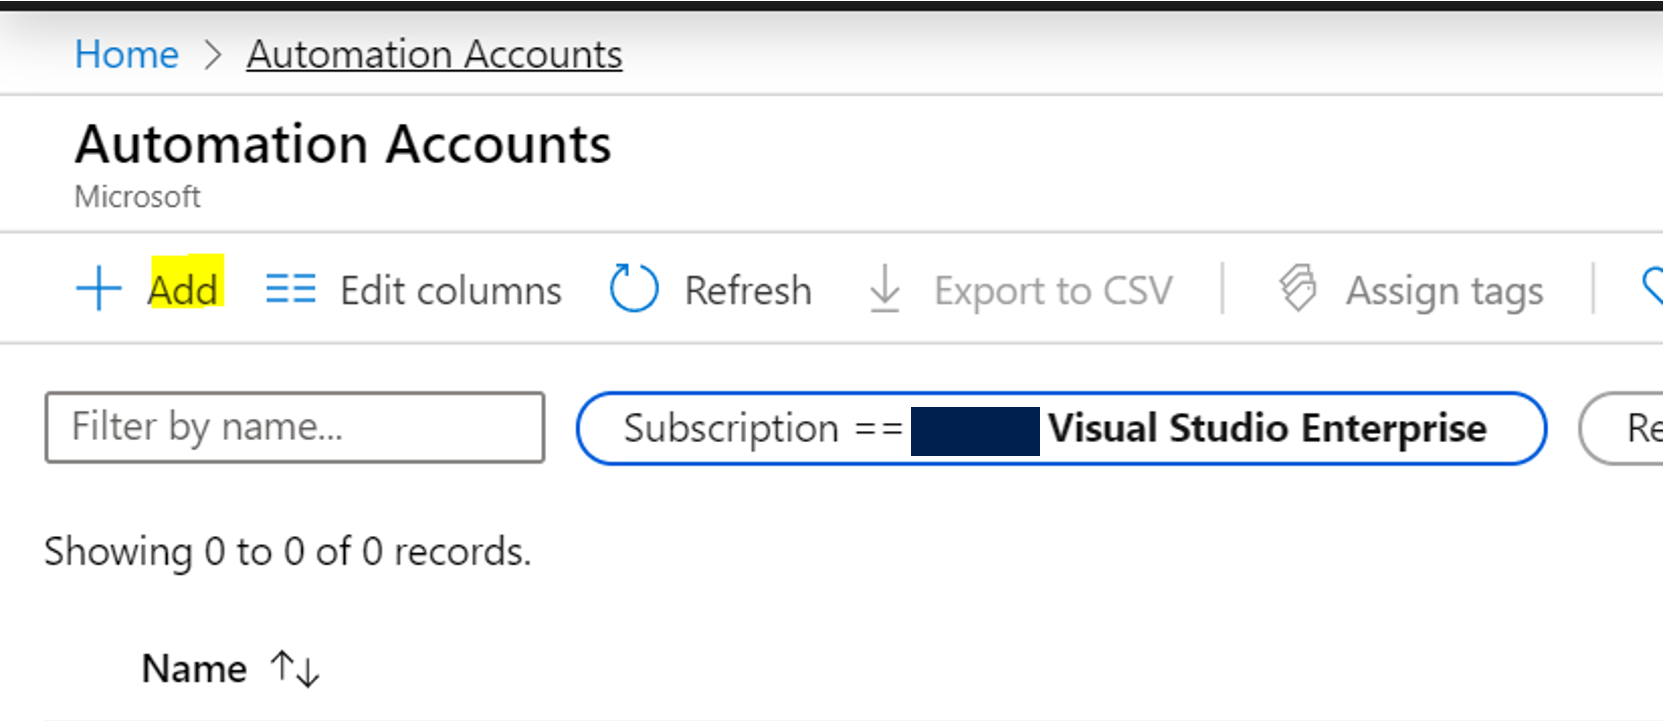 Home > Automation Accounts
Automation Accounts
Microsoft
Add Edit columns Refresh Export to CSV Assign tags
Filter by name... Subscription == Visual Studio Enterprise Re
Showing 0 to 0 of 0 records.
Name